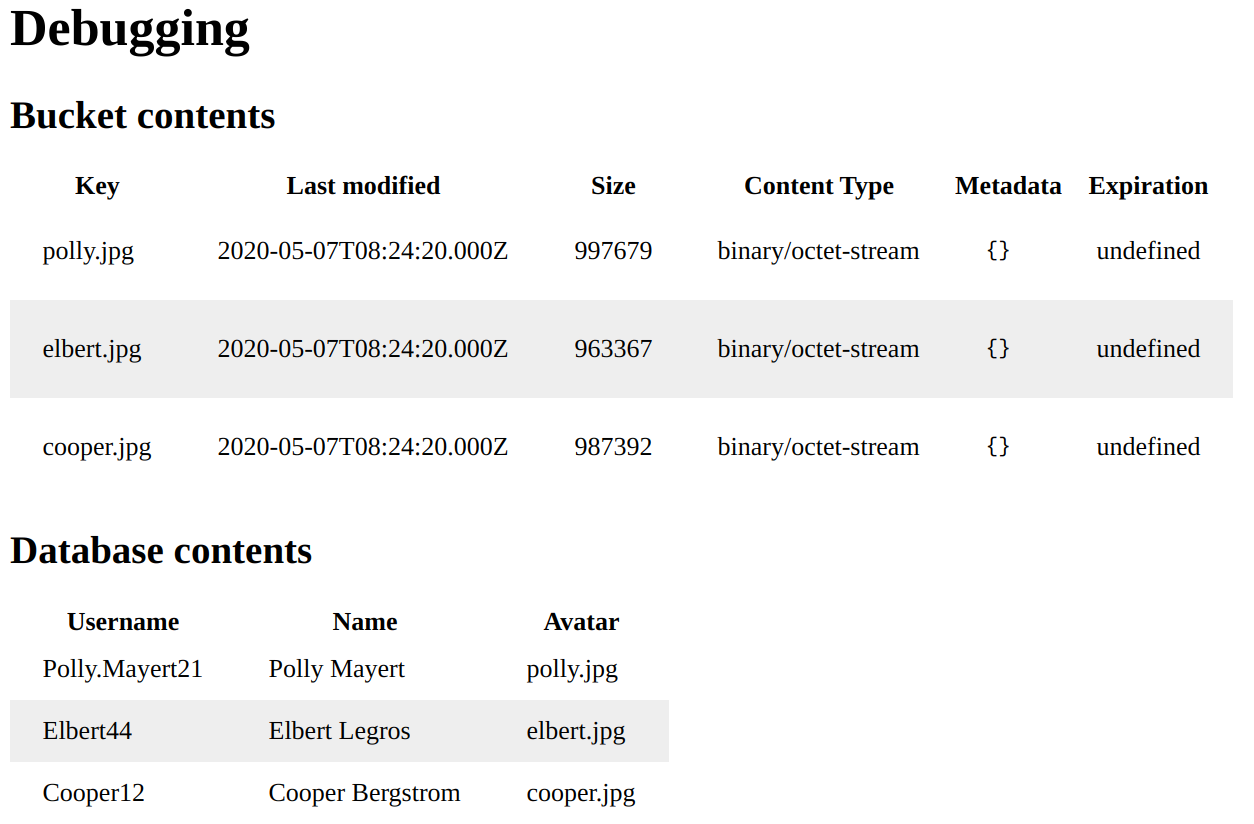 Debugging
Bucket contents
Key Last modified Size Content Type Metadata Expiration
polly.jpg 2020-05-07T08:24:20.000Z 997679 binary/octet-stream {} undefined
elbert.jpg 2020-05-07T08:24:20.000Z 963367 binary/octet-stream {} undefined
cooper.jpg 2020-05-07T08:24:20.000Z 987392 binary/octet-stream {} undefined
Database contents
Username Name Avatar
Polly.Mayert21 Polly Mayert polly.jpg
Elbert44 Elbert Legros elbert.jpg
Cooper12 Cooper Bergstrom cooper.jpg